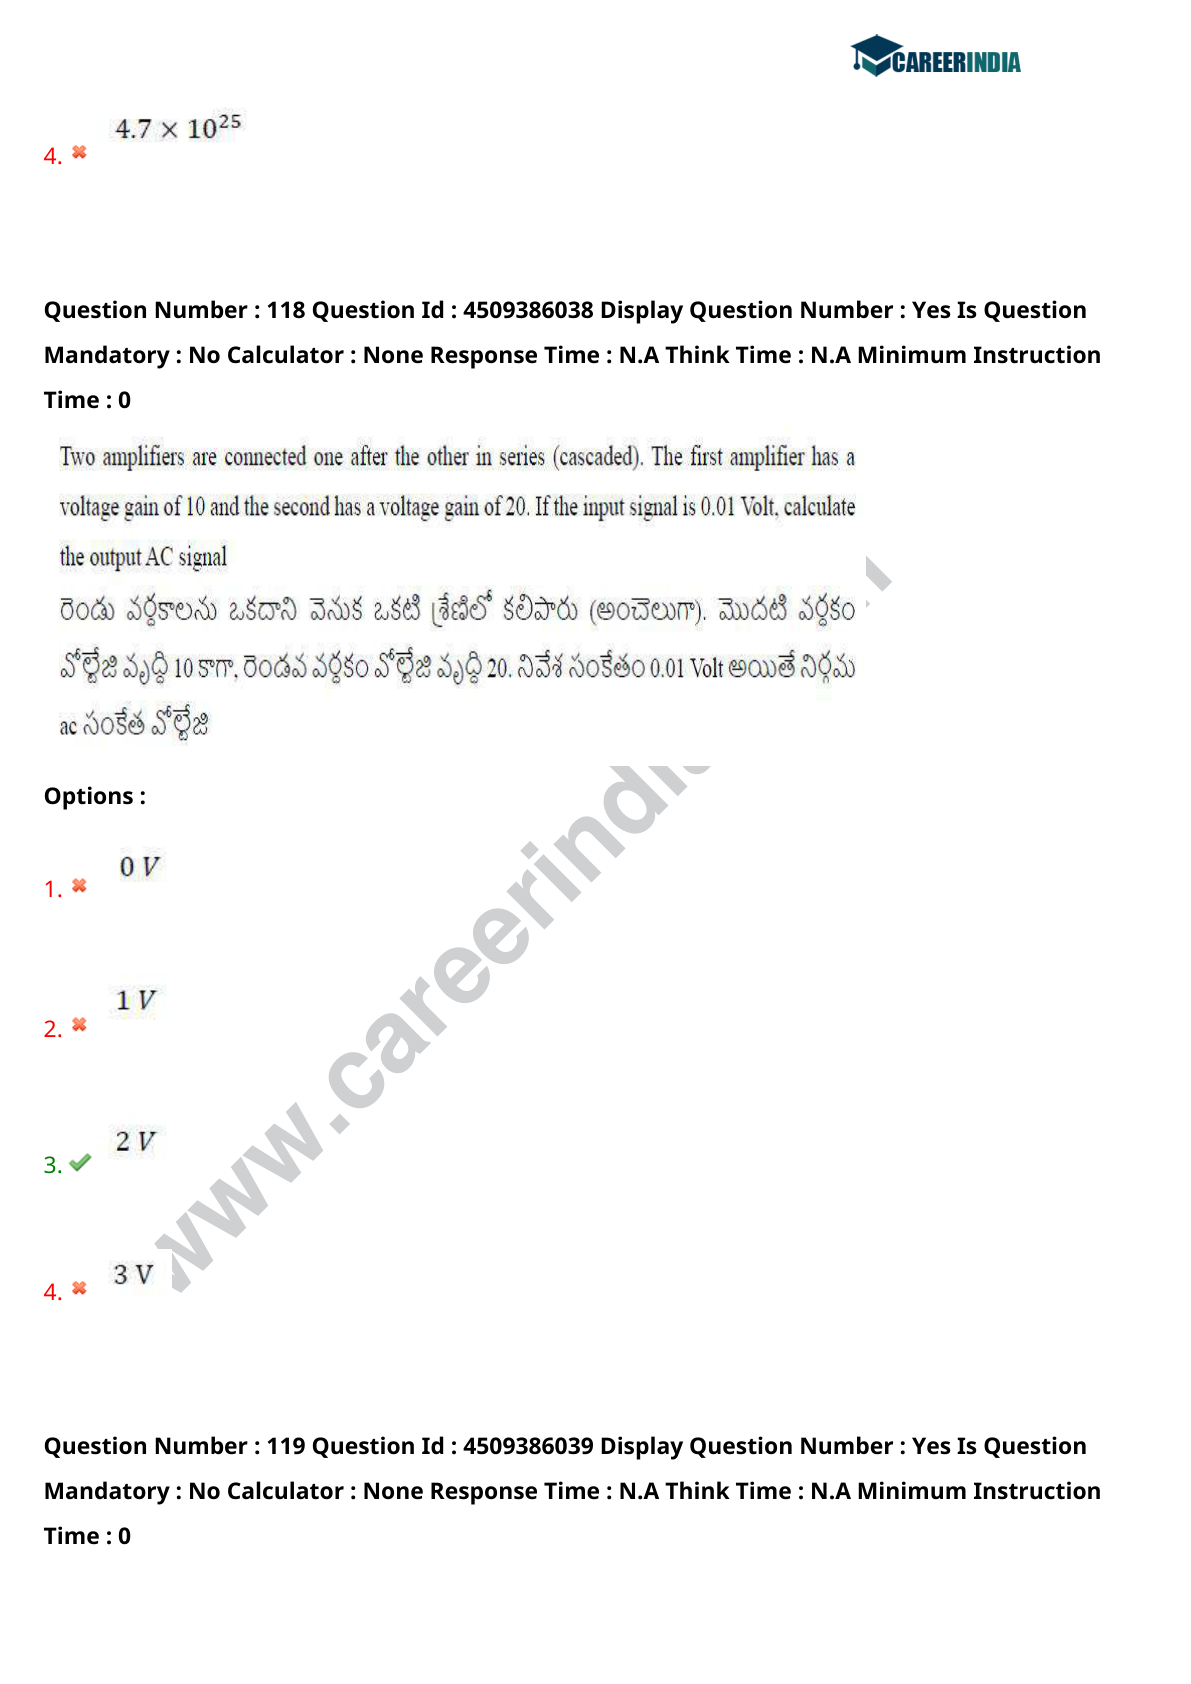 CAREERINDIA
4.7 × 10²⁵
4.
Question Number : 118 Question Id : 4509386038 Display Question Number : Yes Is Question
Mandatory : No Calculator : None Response Time : N.A Think Time : N.A Minimum Instruction
Time : 0
Two amplifiers are connected one after the other in series (cascaded). The first amplifier has a
voltage gain of 10 and the second has a voltage gain of 20. If the input signal is 0.01 Volt, calculate
the output AC signal
రెండు వర్ధకాలను ఒకదాని వెనుక ఒకటి శ్రేణిలో కలిపారు (అంచెలుగా). మొదటి వర్ధకం
వోల్టేజి వృద్ధి 10 కాగా, రెండవ వర్ధకం వోల్టేజి వృద్ధి 20. నివేశ సంకేతం 0.01 Volt అయితే నిర్గమ
ac సంకేత వోల్టేజి
Options :
0 V
1.
1 V
2.
2 V
3.
3 V
4.
www.careerindia
Question Number : 119 Question Id : 4509386039 Display Question Number : Yes Is Question
Mandatory : No Calculator : None Response Time : N.A Think Time : N.A Minimum Instruction
Time : 0